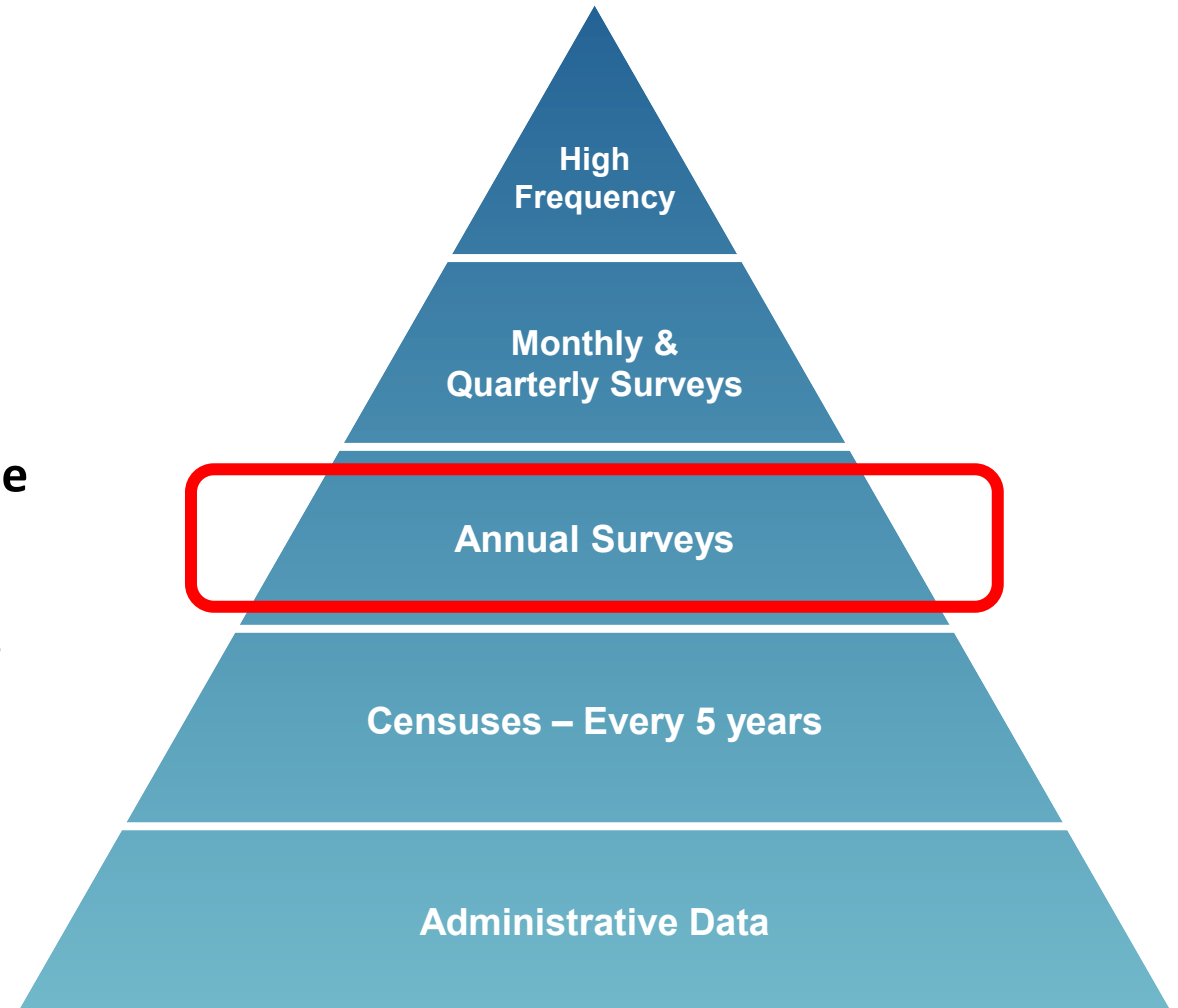 High
Frequency
Monthly &
Quarterly Surveys
e
Annual Surveys
Censuses – Every 5 years
Administrative Data